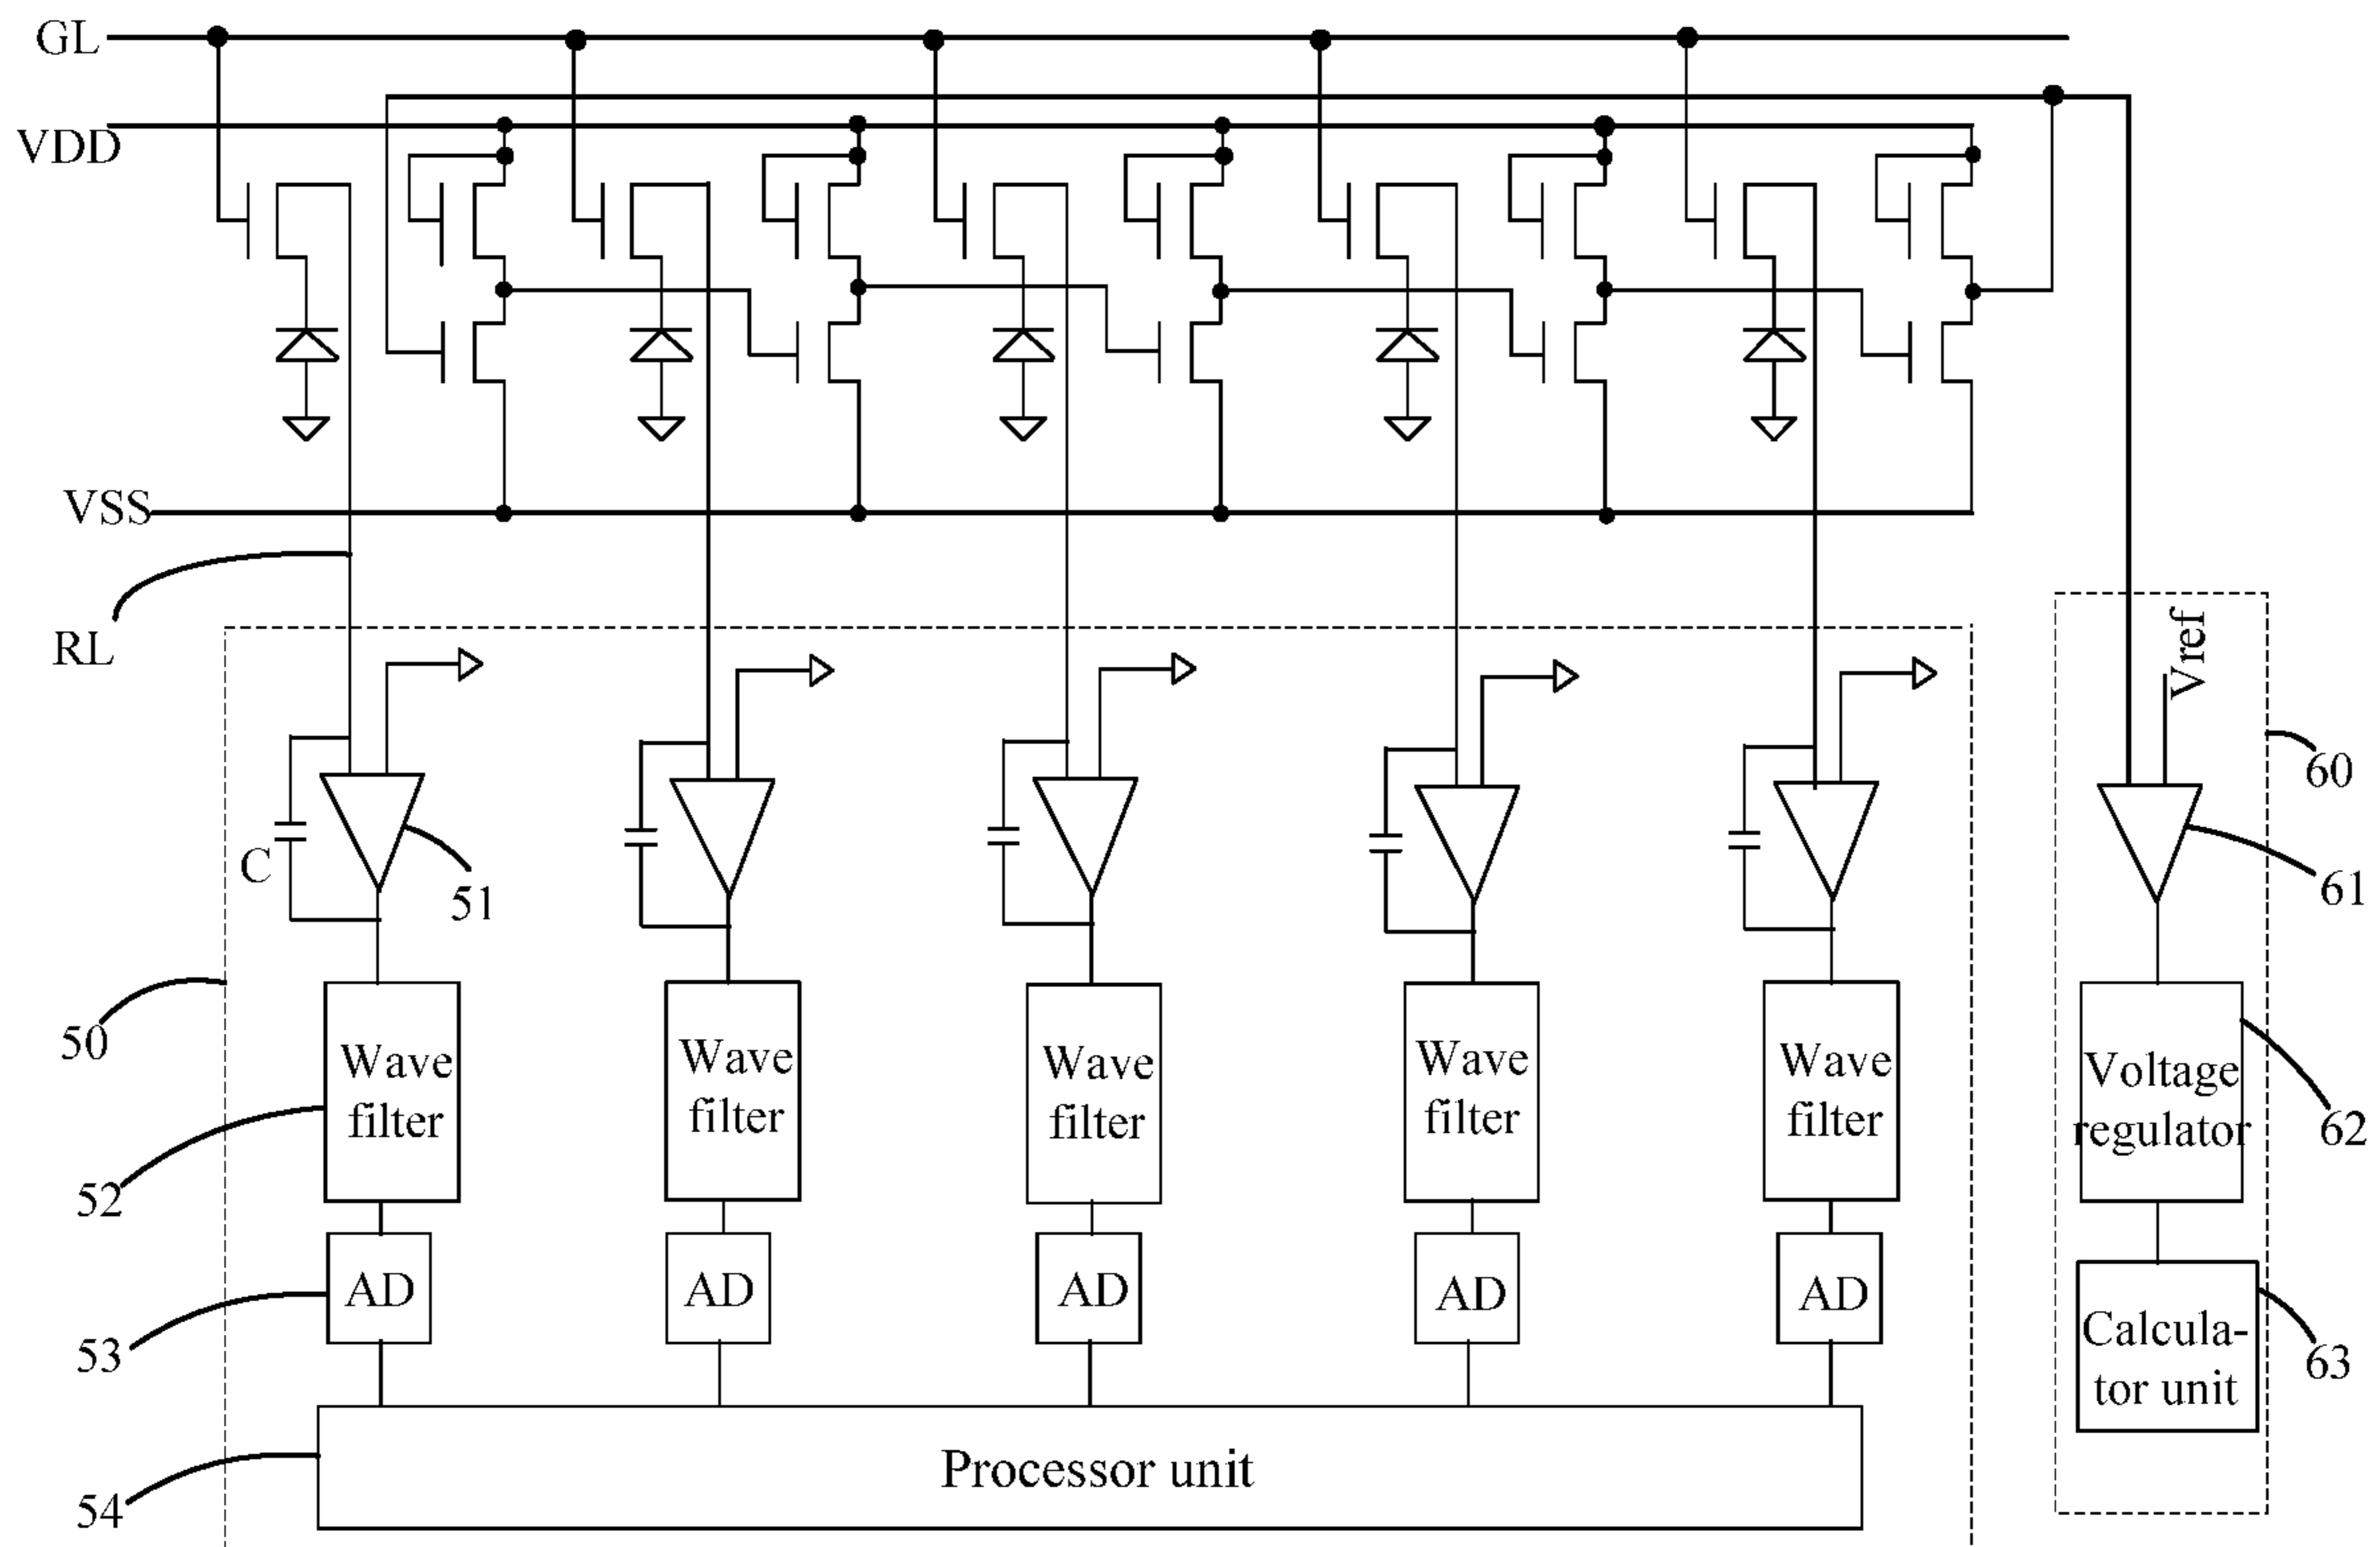 GL
VDD
VSS
RL
Vref
60
C
51
61
50
Wave
filter
Wave
filter
Wave
filter
Wave
filter
Wave
filter
Voltage
regulator
62
52
AD
AD
AD
AD
AD
53
Calcula-
tor unit
63
Processor unit
54